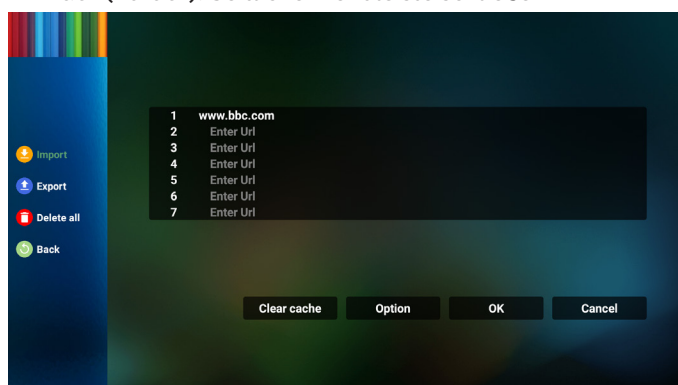 1 www.bbc.com
2 Enter Url
3 Enter Url
4 Enter Url
5 Enter Url
6 Enter Url
7 Enter Url
Import
Export
Delete all
Back
Clear cache Option OK Cancel